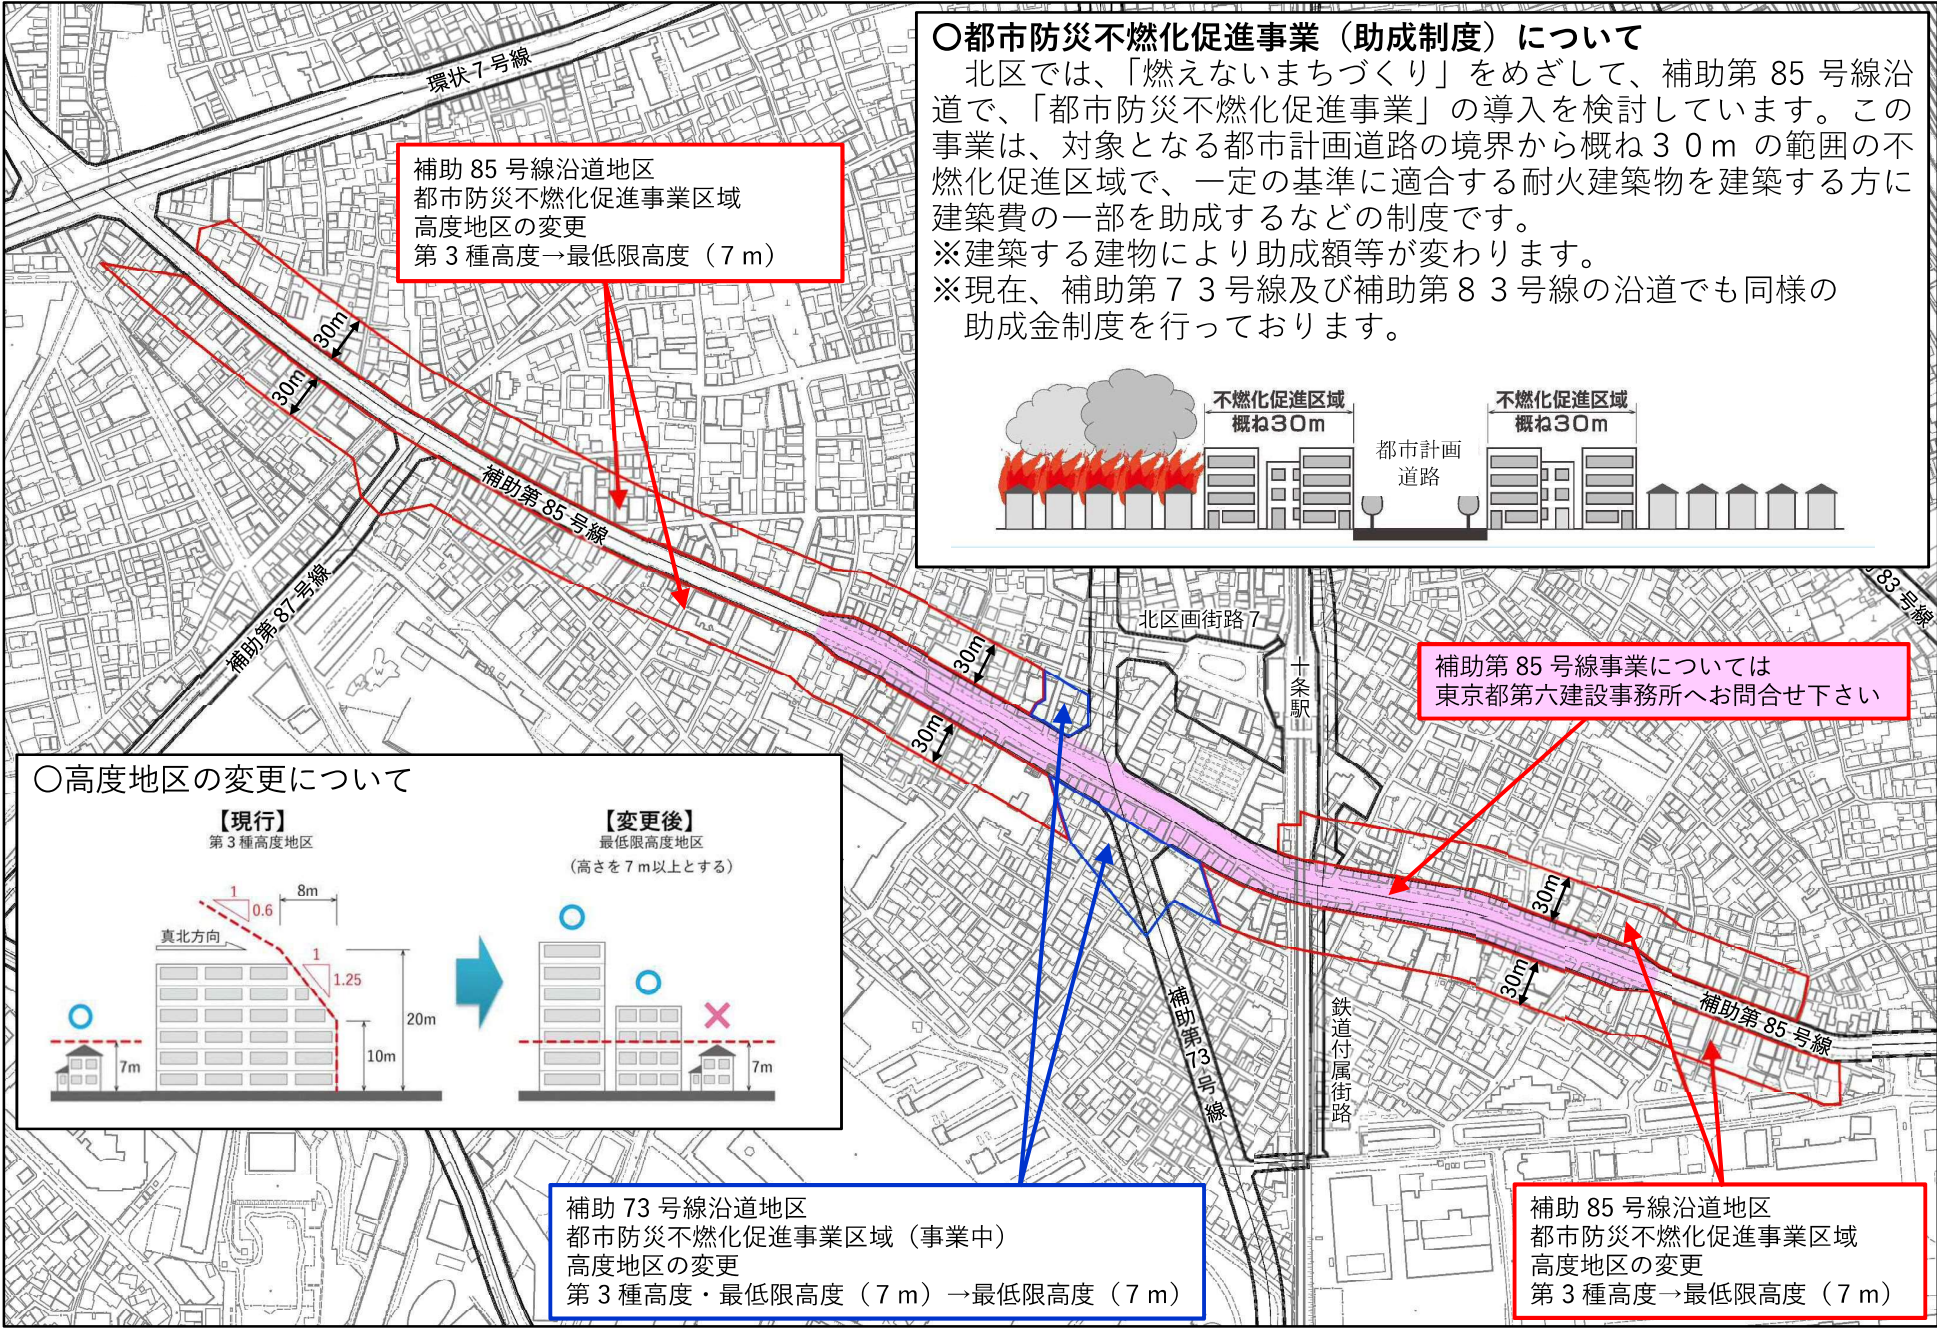 〇都市防災不燃化促進事業（助成制度）について
北区では、「燃えないまちづくり」をめざして、補助第 85 号線沿
道で、「都市防災不燃化促進事業」の導入を検討しています。この
事業は、対象となる都市計画道路の境界から概ね３０ｍ の範囲の不
燃化促進区域で、一定の基準に適合する耐火建築物を建築する方に
建築費の一部を助成するなどの制度です。
※建築する建物により助成額等が変わります。
※現在、補助第７３号線及び補助第８３号線の沿道でも同様の
助成金制度を行っております。
不燃化促進区域
概ね30m
都市計画
道路
不燃化促進区域
概ね30m
環状７号線
補助 85 号線沿道地区
都市防災不燃化促進事業区域
高度地区の変更
第３種高度→最低限高度（７ｍ）
30m
30m
補助第 85 号線
補助第 87 号線
北区画街路７
83 号線
十条駅
30m
30m
補助第 85 号線事業については
東京都第六建設事務所へお問合せ下さい
30m
30m
補助第 85 号線
補助第 73 号線
鉄道付属街路
〇高度地区の変更について
【現行】
第３種高度地区
1
0.6
8m
真北方向
1
1.25
20m
10m
7m
【変更後】
最低限高度地区
（高さを７ｍ以上とする）
7m
補助 73 号線沿道地区
都市防災不燃化促進事業区域（事業中）
高度地区の変更
第３種高度・最低限高度（７ｍ）→最低限高度（７ｍ）
補助 85 号線沿道地区
都市防災不燃化促進事業区域
高度地区の変更
第３種高度→最低限高度（７ｍ）